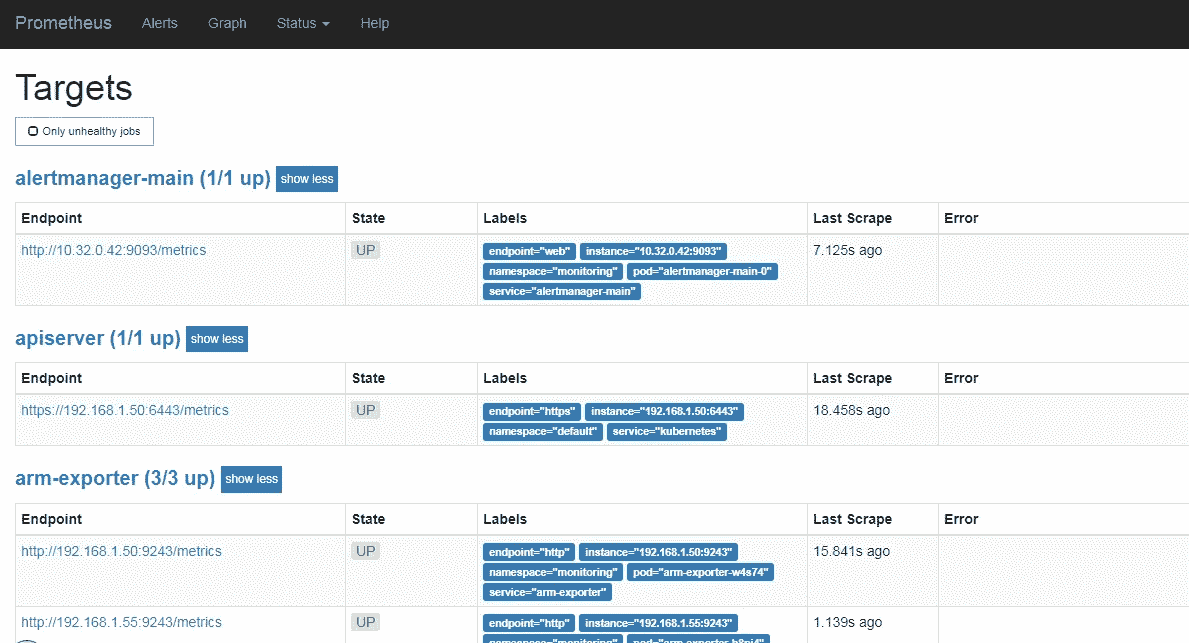 Prometheus Alerts Graph Status Help
Targets
Only unhealthy jobs
alertmanager-main (1/1 up) show less
Endpoint State Labels Last Scrape Error
http://10.32.0.42:9093/metrics UP endpoint="web" instance="10.32.0.42:9093" 7.125s ago
namespace="monitoring" pod="alertmanager-main-0"
service="alertmanager-main"
apiserver (1/1 up) show less
Endpoint State Labels Last Scrape Error
https://192.168.1.50:6443/metrics UP endpoint="https" instance="192.168.1.50:6443" 18.458s ago
namespace="default" service="kubernetes"
arm-exporter (3/3 up) show less
Endpoint State Labels Last Scrape Error
http://192.168.1.50:9243/metrics UP endpoint="http" instance="192.168.1.50:9243" 15.841s ago
namespace="monitoring" pod="arm-exporter-w4s74"
service="arm-exporter"
http://192.168.1.55:9243/metrics UP endpoint="http" instance="192.168.1.55:9243" 1.139s ago
namespace="monitoring"